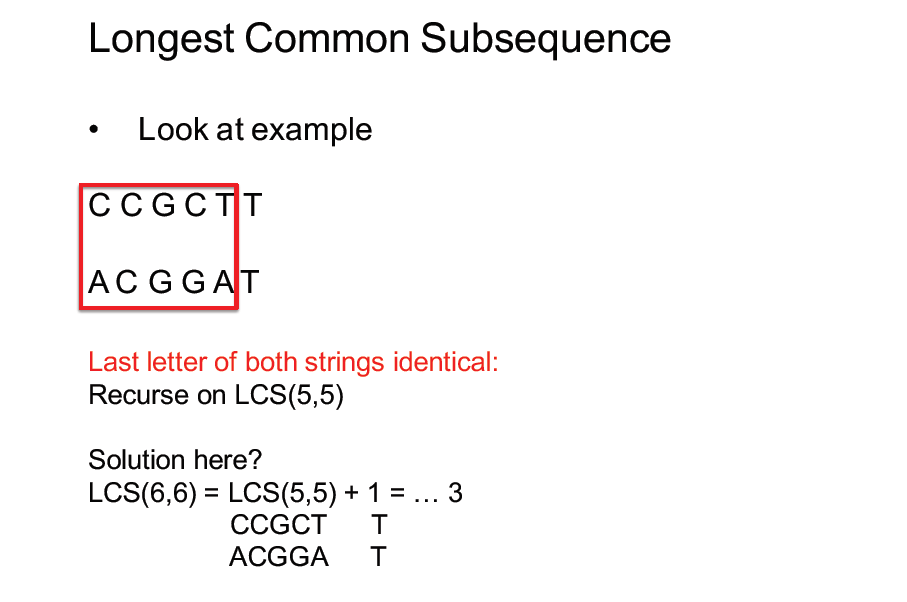 Longest Common Subsequence
• Look at example
C C G C T T
A C G G A T
Last letter of both strings identical:
Recurse on LCS(5,5)
Solution here?
LCS(6,6) = LCS(5,5) + 1 = … 3
CCGCT T
ACGGA T